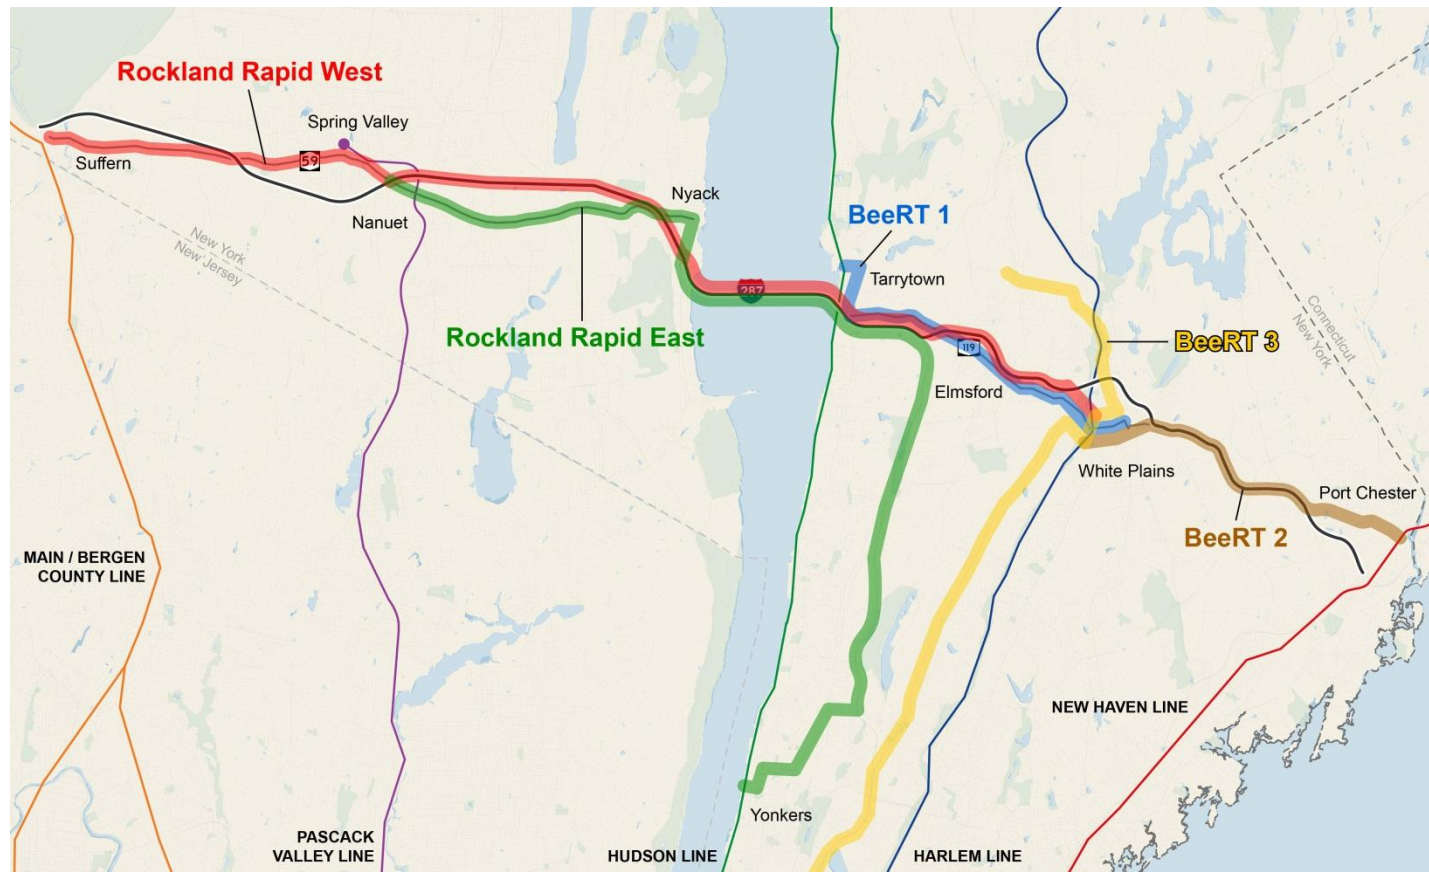 Rockland Rapid West
Spring Valley
59
Suffern
Nyack
Nanuet
BeeRT 1
New York
New Jersey
Tarrytown
287
Connecticut
New York
Rockland Rapid East
119
BeeRT 3
Elmsford
White Plains
Port Chester
BeeRT 2
MAIN / BERGEN
COUNTY LINE
NEW HAVEN LINE
Yonkers
PASCACK
VALLEY LINE
HUDSON LINE
HARLEM LINE